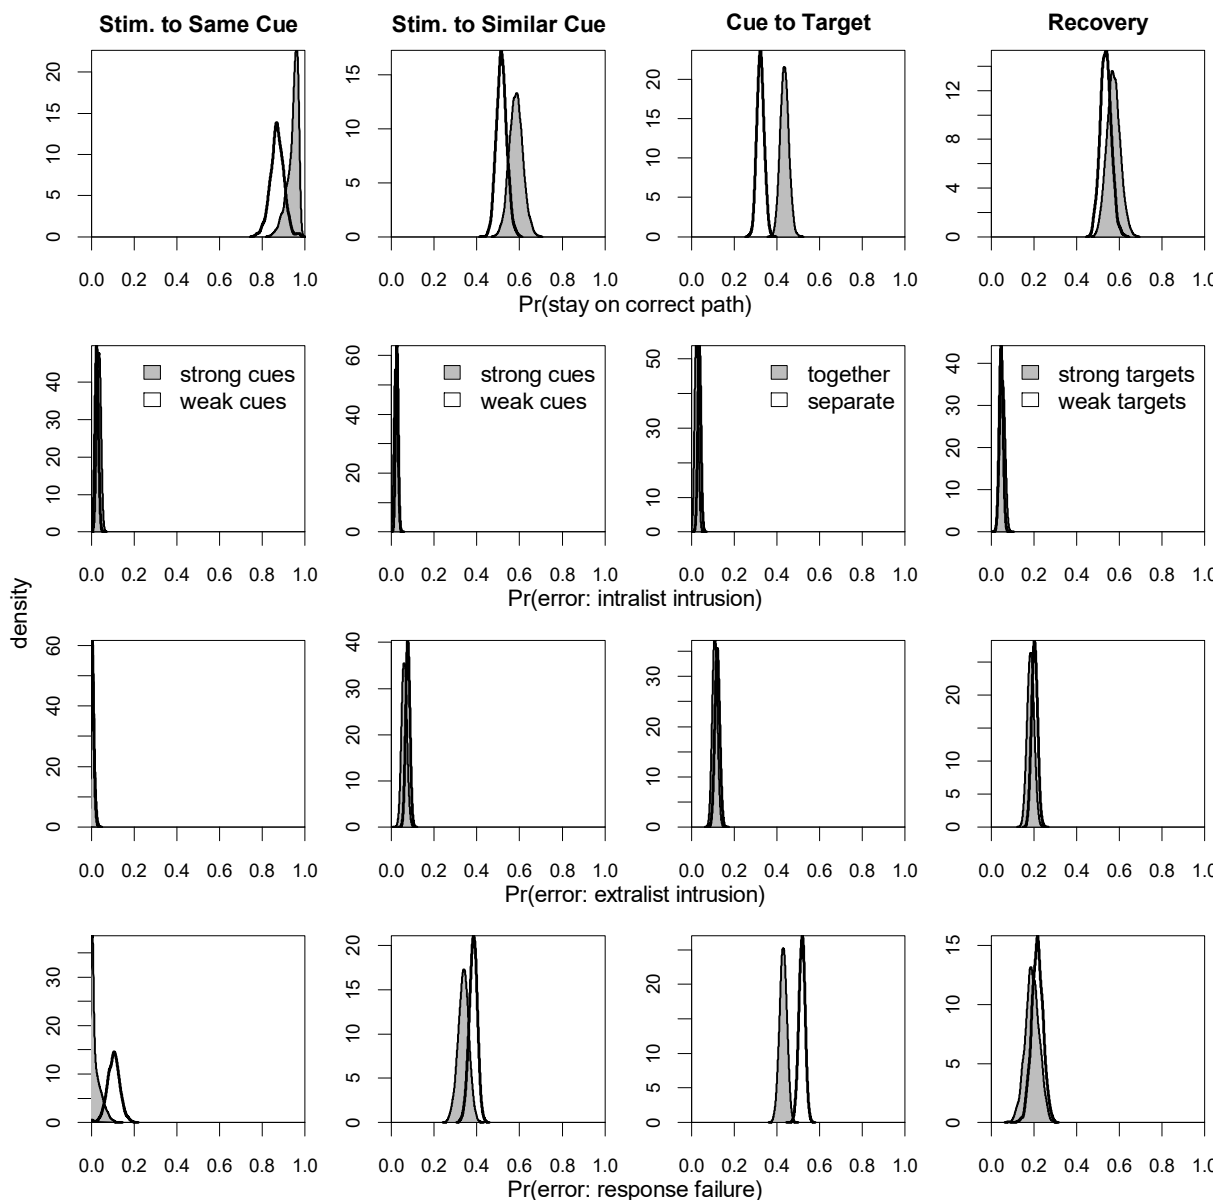 Stim. to Same Cue Stim. to Similar Cue Cue to Target Recovery
0 5 10 15 20
0 5 10 15
0 5 10 15 20
0 4 8 12
0.0 0.2 0.4 0.6 0.8 1.0 0.0 0.2 0.4 0.6 0.8 1.0 0.0 0.2 0.4 0.6 0.8 1.0 0.0 0.2 0.4 0.6 0.8 1.0
Pr(stay on correct path)
0 10 20 30 40
strong cues
weak cues
0 20 40 60
strong cues
weak cues
0 10 30 50
together
separate
0 10 20 30 40
strong targets
weak targets
0.0 0.2 0.4 0.6 0.8 1.0 0.0 0.2 0.4 0.6 0.8 1.0 0.0 0.2 0.4 0.6 0.8 1.0 0.0 0.2 0.4 0.6 0.8 1.0
Pr(error: intralist intrusion)
density
0 20 40 60
0 10 20 30 40
0 10 20 30
0 5 10 20
0.0 0.2 0.4 0.6 0.8 1.0 0.0 0.2 0.4 0.6 0.8 1.0 0.0 0.2 0.4 0.6 0.8 1.0 0.0 0.2 0.4 0.6 0.8 1.0
Pr(error: extralist intrusion)
0 10 20 30
0 5 10 15 20
0 5 10 20
0 5 10 15
0.0 0.2 0.4 0.6 0.8 1.0 0.0 0.2 0.4 0.6 0.8 1.0 0.0 0.2 0.4 0.6 0.8 1.0 0.0 0.2 0.4 0.6 0.8 1.0
Pr(error: response failure)